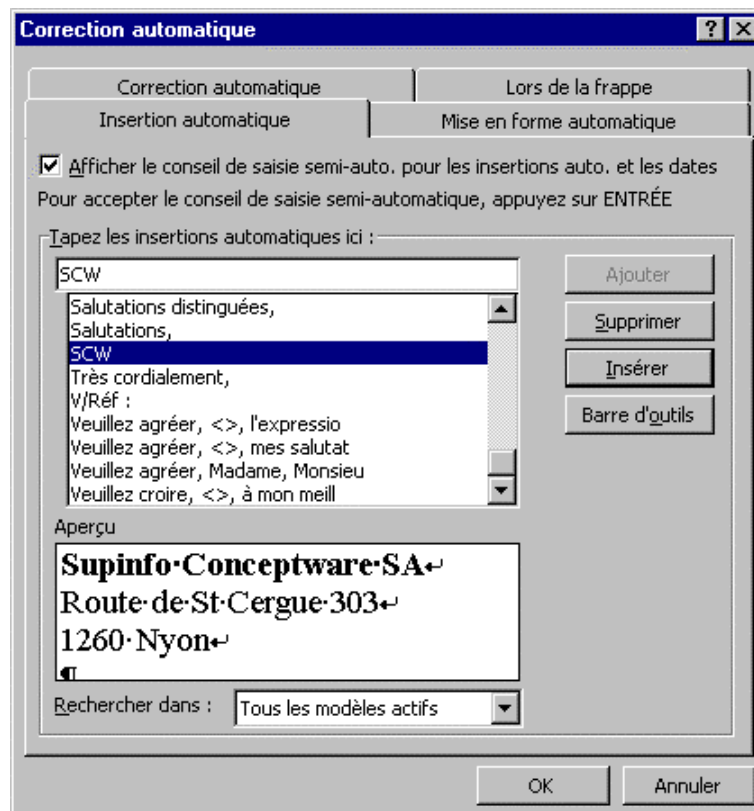 Correction automatique
Correction automatique
Lors de la frappe
Insertion automatique
Mise en forme automatique
Afficher le conseil de saisie semi-auto. pour les insertions auto. et les dates
Pour accepter le conseil de saisie semi-automatique, appuyez sur ENTRÉE
Tapez les insertions automatiques ici :
SCW
Ajouter
Salutations distinguées,
Salutations,
SCW
Très cordialement,
V/Réf :
Veuillez agréer, <>, l'expressio
Veuillez agréer, <>, mes salutat
Veuillez agréer, Madame, Monsieu
Veuillez croire, <>, à mon meill
Supprimer
Insérer
Barre d'outils
Aperçu
Supinfo·Conceptware·SA↵
Route·de·St·Cergue·303↵
1260·Nyon↵
¶
Rechercher dans :
Tous les modèles actifs
OK
Annuler